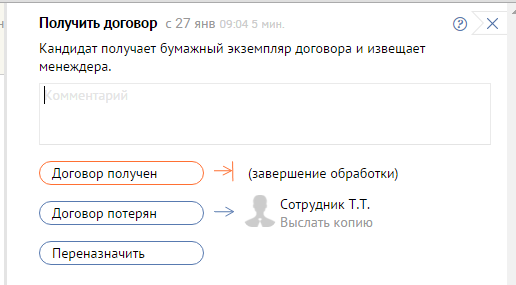 Получить договор с 27 янв 09:04 5 мин.
Кандидат получает бумажный экземпляр договора и извещает
менеждера.
Комментарий
Договор получен (завершение обработки)
Договор потерян Сотрудник Т.Т.
Выслать копию
Переназначить